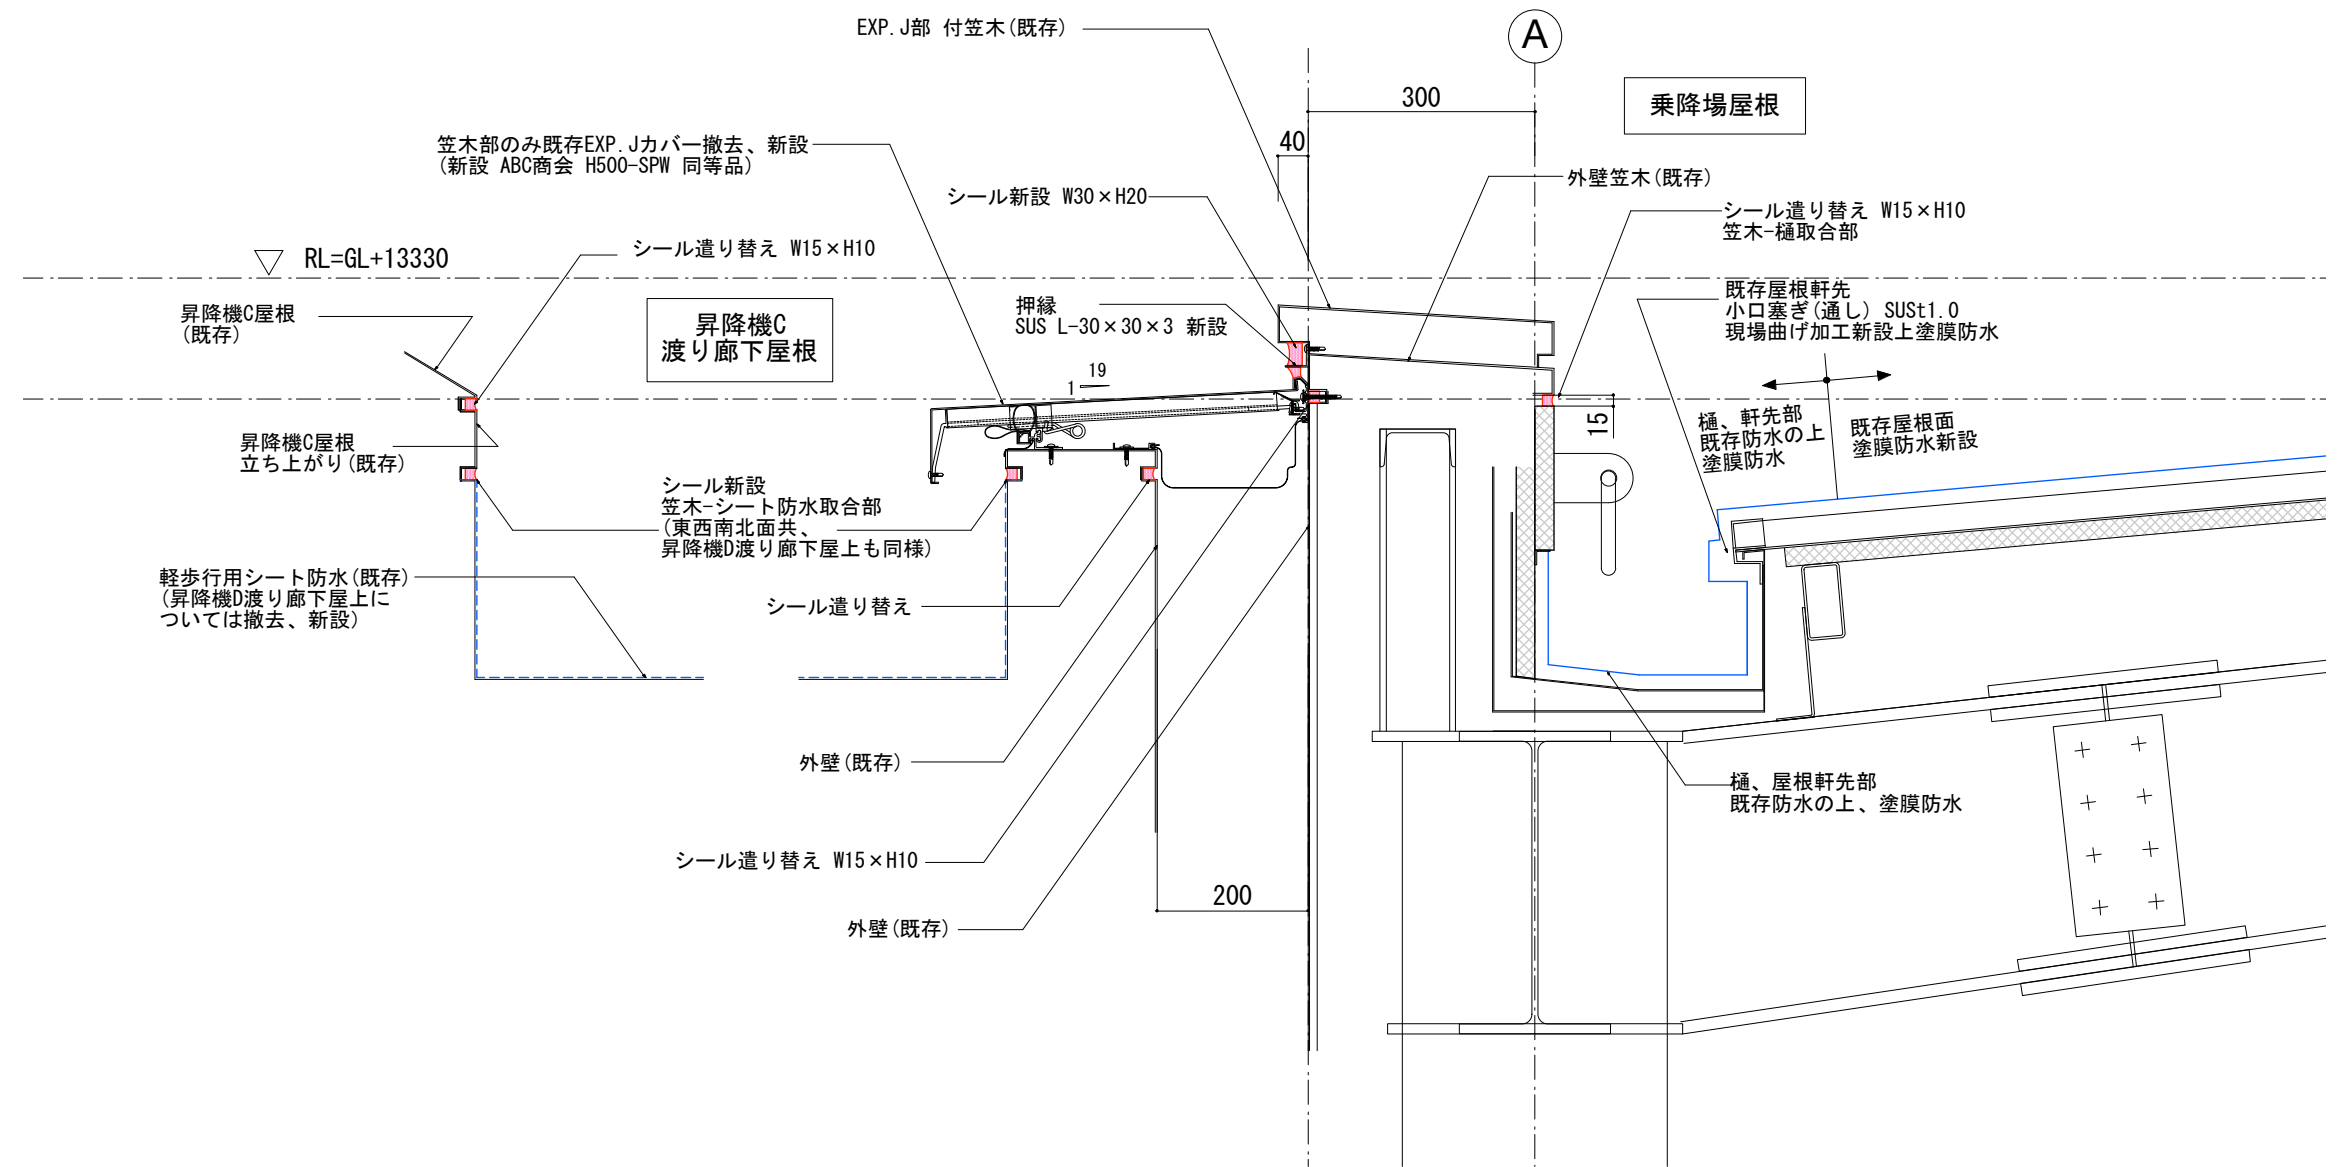 EXP.J部 付笠木(既存)
A
乗降場屋根
300
40
笠木部のみ既存EXP.Jカバー撤去、新設
(新設 ABC商会 H500-SPW 同等品)
シール新設 W30×H20
外壁笠木(既存)
シール遣り替え W15×H10
笠木-樋取合部
RL=GL+13330
シール遣り替え W15×H10
昇降機C屋根
(既存)
昇降機C
渡り廊下屋根
押縁
SUS L-30×30×3 新設
既存屋根軒先
小口塞ぎ(通し) SUSt1.0
現場曲げ加工新設上塗膜防水
19
1
15
樋、軒先部
既存防水の上
塗膜防水
既存屋根面
塗膜防水新設
昇降機C屋根
立ち上がり(既存)
シール新設
笠木-シート防水取合部
(東西南北面共、
昇降機D渡り廊下屋上も同様)
軽歩行用シート防水(既存)
(昇降機D渡り廊下屋上に
ついては撤去、新設)
シール遣り替え
外壁(既存)
樋、屋根軒先部
既存防水の上、塗膜防水
シール遣り替え W15×H10
200
外壁(既存)